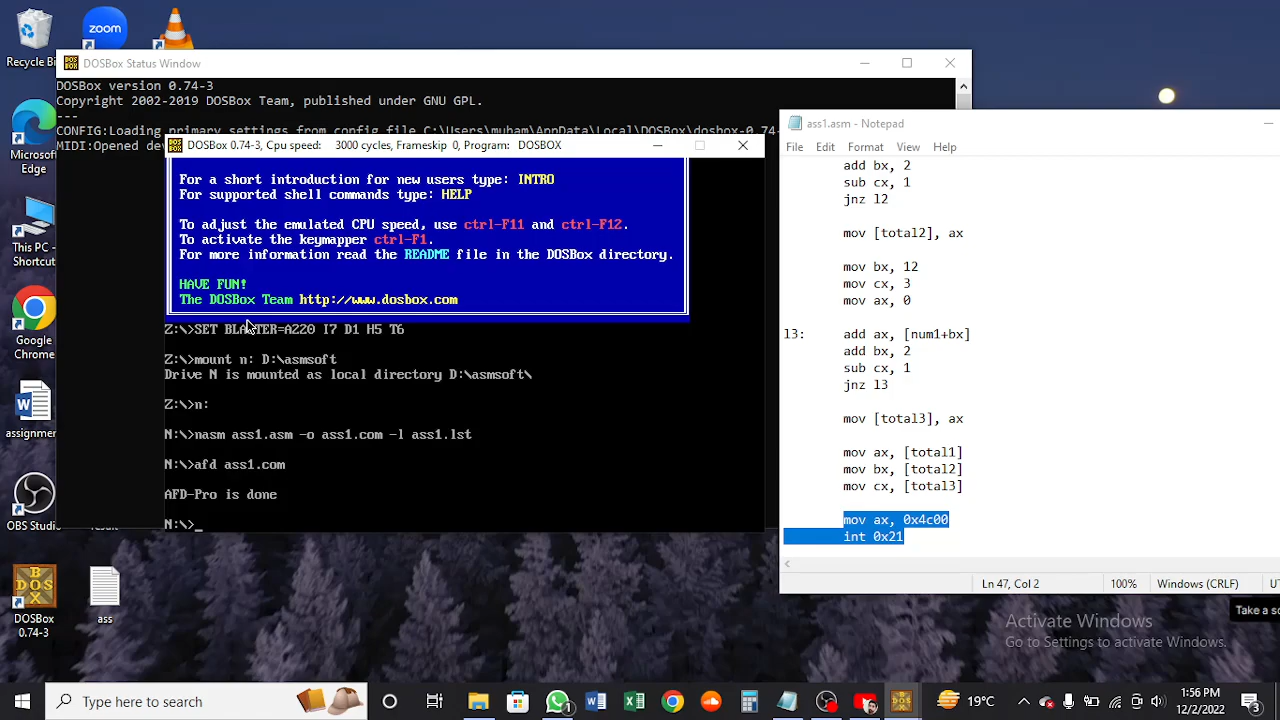 zoom
Recycle Bi
Microsoft
Edge
This PC -
Shortcut
Google
Chrome
assignmer
OBS Studio
result
DOSBox
0.74-3
ass
DOSBox Status Window
DOSBox version 0.74-3
Copyright 2002-2019 DOSBox Team, published under GNU GPL.
---
CONFIG:Loading primary settings from config file C:\Users\muham\AppData\Local\DOSBox\dosbox-0.74-
MIDI:Opened dev
DOSBox 0.74-3, Cpu speed: 3000 cycles, Frameskip 0, Program: DOSBOX
For a short introduction for new users type: INTRO
For supported shell commands type: HELP
To adjust the emulated CPU speed, use ctrl-F11 and ctrl-F12.
To activate the keymapper ctrl-F1.
For more information read the README file in the DOSBox directory.
HAVE FUN!
The DOSBox Team http://www.dosbox.com
Z:\>SET BLASTER=A220 I7 D1 H5 T6
Z:\>mount n: D:\asmsoft
Drive N is mounted as local directory D:\asmsoft\
Z:\>n:
N:\>nasm ass1.asm -o ass1.com -l ass1.lst
N:\>afd ass1.com
AFD-Pro is done
N:\>_
ass1.asm - Notepad
File Edit Format View Help
add bx, 2
sub cx, 1
jnz l2
mov [total2], ax
mov bx, 12
mov cx, 3
mov ax, 0
l3: add ax, [num1+bx]
add bx, 2
sub cx, 1
jnz l3
mov [total3], ax
mov ax, [total1]
mov bx, [total2]
mov cx, [total3]
mov ax, 0x4c00
int 0x21
Ln 47, Col 2 100% Windows (CRLF) UT
Take a sc
Activate Windows
Go to Settings to activate Windows.
Type here to search
19°C
1:56 PM
12/2/2022